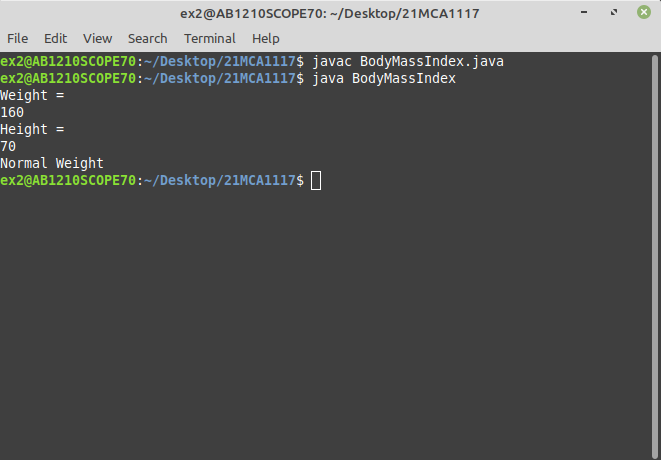 ex2@AB1210SCOPE70: ~/Desktop/21MCA1117
File Edit View Search Terminal Help
ex2@AB1210SCOPE70:~/Desktop/21MCA1117$ javac BodyMassIndex.java
ex2@AB1210SCOPE70:~/Desktop/21MCA1117$ java BodyMassIndex
Weight =
160
Height =
70
Normal Weight
ex2@AB1210SCOPE70:~/Desktop/21MCA1117$